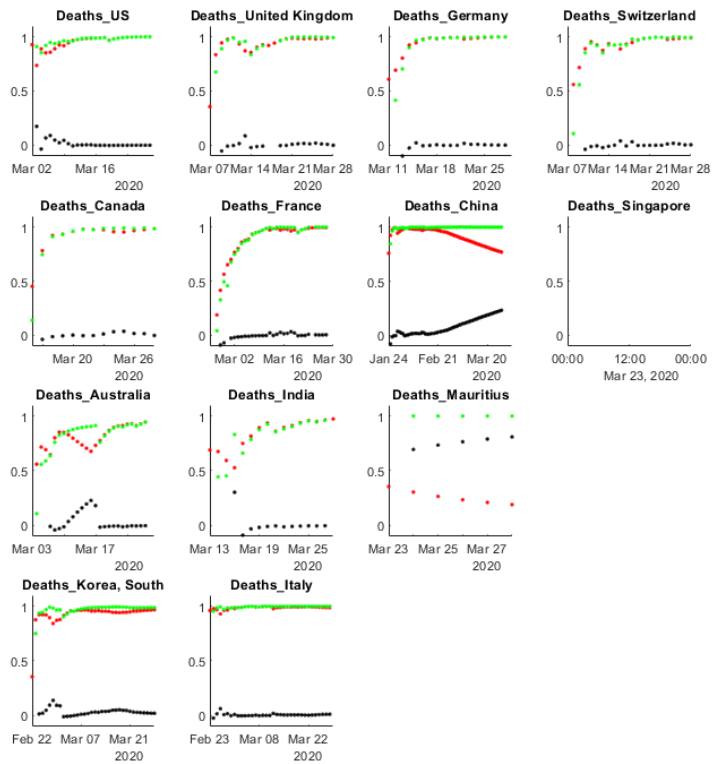 Deaths_US
Deaths_United Kingdom
Deaths_Germany
Deaths_Switzerland
1
0.5
0
Mar 02
Mar 16
2020
1
0.5
0
Mar 07
Mar 14
Mar 21
Mar 28
2020
1
0.5
0
Mar 11
Mar 18
Mar 25
2020
1
0.5
0
Mar 07
Mar 14
Mar 21
Mar 28
2020
Deaths_Canada
Deaths_France
Deaths_China
Deaths_Singapore
1
0.5
0
Mar 20
Mar 26
2020
1
0.5
0
Mar 02
Mar 16
Mar 30
2020
1
0.5
0
Jan 24
Feb 21
Mar 20
2020
1
0.5
0
00:00
12:00
00:00
Mar 23, 2020
Deaths_Australia
Deaths_India
Deaths_Mauritius
1
0.5
0
Mar 03
Mar 17
2020
1
0.5
0
Mar 13
Mar 19
Mar 25
2020
1
0.5
0
Mar 23
Mar 25
Mar 27
2020
Deaths_Korea, South
Deaths_Italy
1
0.5
0
Feb 22
Mar 07
Mar 21
2020
1
0.5
0
Feb 23
Mar 08
Mar 22
2020